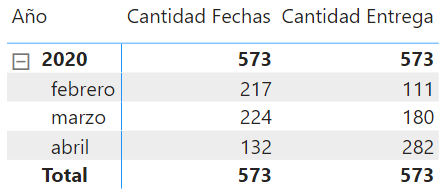 Año Cantidad Fechas Cantidad Entrega
2020 573 573
febrero 217 111
marzo 224 180
abril 132 282
Total 573 573